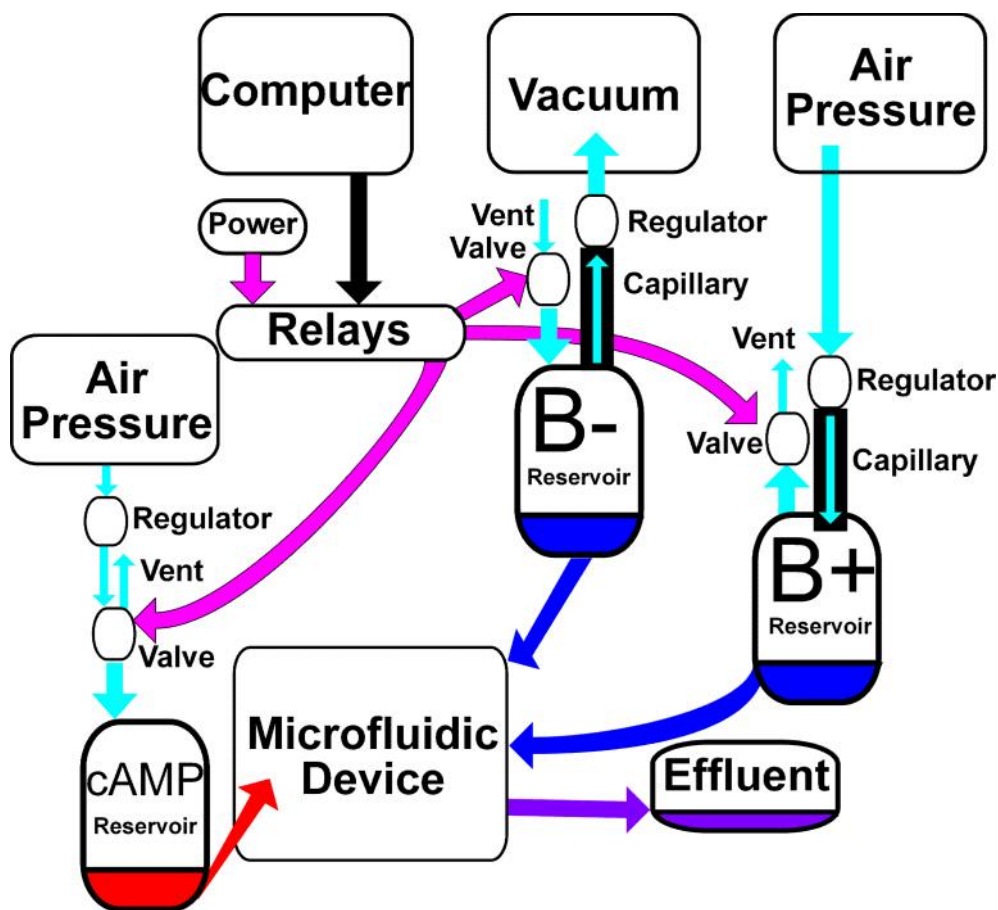 Computer
Vacuum
Air
Pressure
Power
Vent
Valve
Regulator
Capillary
Relays
Air
Pressure
Vent
Regulator
Valve
Capillary
B-
Reservoir
Regulator
Vent
Valve
B+
Reservoir
Microfluidic
Device
cAMP
Reservoir
Effluent